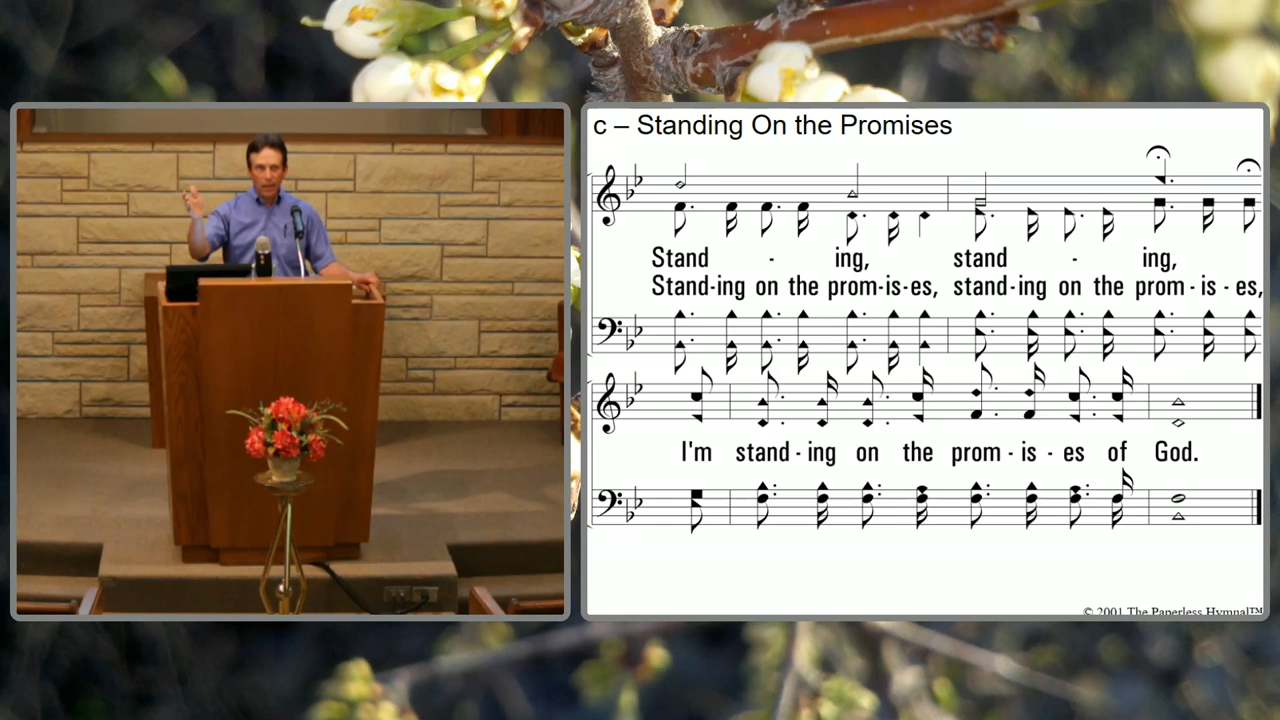 c – Standing On the Promises
Stand - ing, stand - ing,
Stand-ing on the prom-is-es, stand-ing on the prom - is - es,
I'm stand - ing on the prom - is - es of God.
© 2001 The Paperless Hymnal™